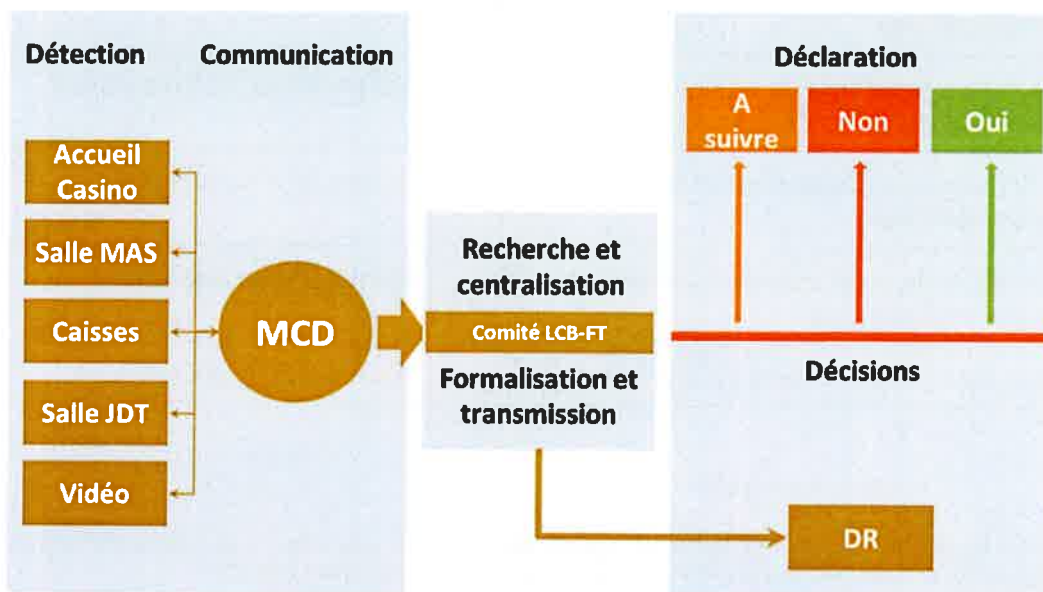 Détection
Communication
Accueil
Casino
Salle MAS
Caisses
Salle JDT
Vidéo
MCD
Recherche et
centralisation
Comité LCB-FT
Formalisation et
transmission
Déclaration
A
suivre
Non
Oui
Décisions
DR